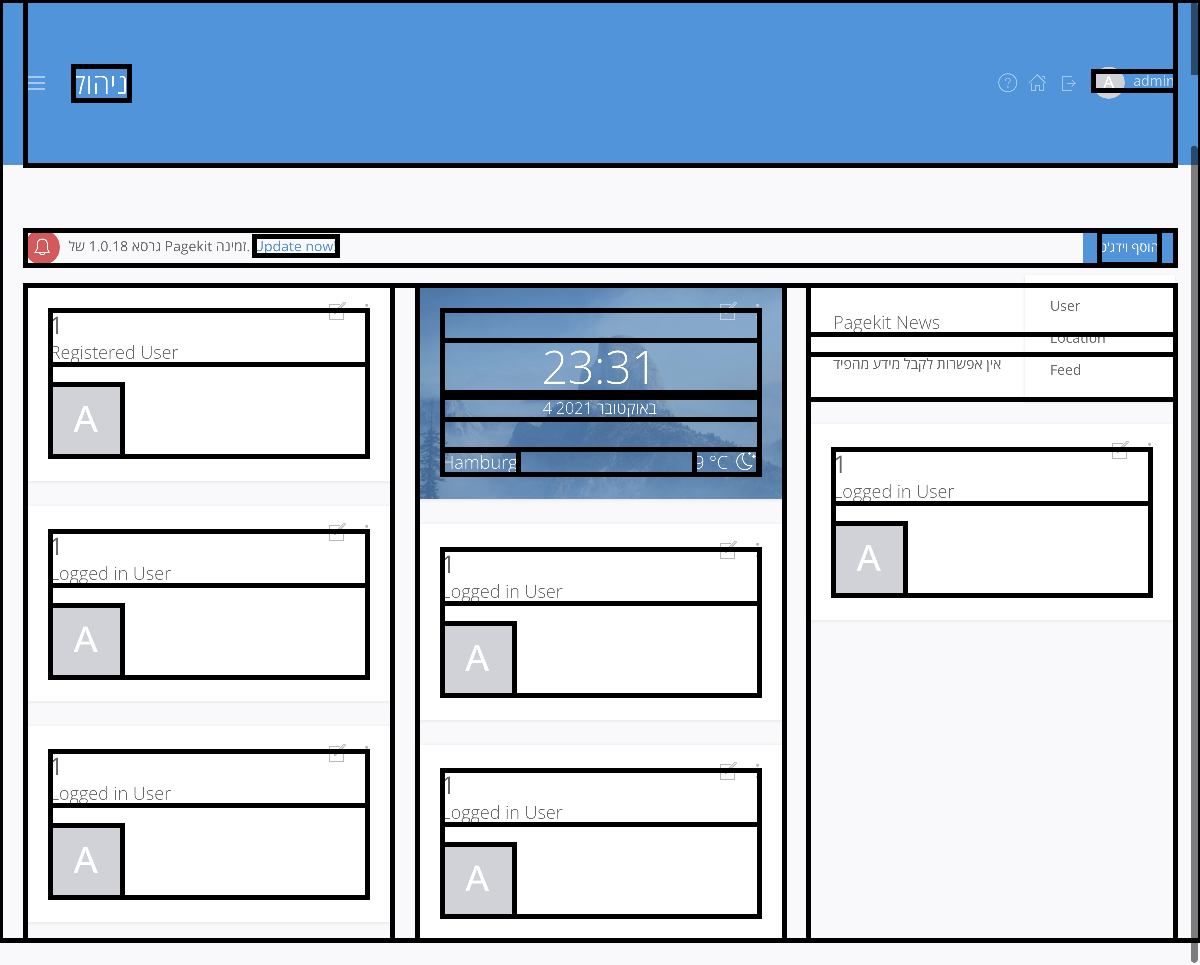 ניהול
A admin
גרסא 1.0.18 של Pagekit זמינה. Update now!
הוסף וידג'ט
User
Location
Feed
1
Registered User
A
1
Logged in User
A
1
Logged in User
A
23:31
4 באוקטובר 2021
Hamburg
9 °C
1
Logged in User
A
1
Logged in User
A
Pagekit News
אין אפשרות לקבל מידע מהפיד
1
Logged in User
A